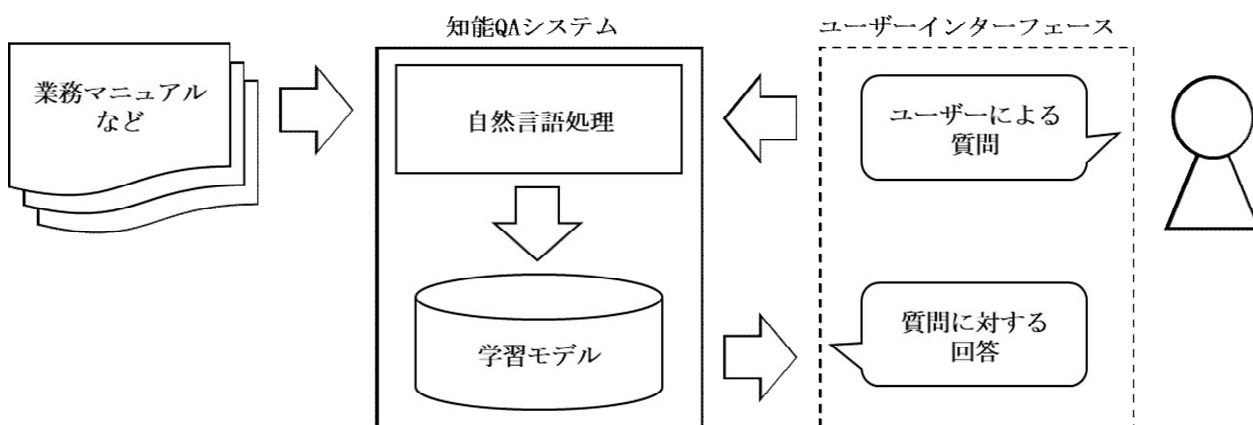 知能QAシステム
ユーザーインターフェース
業務マニュアル
など
自然言語処理
ユーザーによる
質問
学習モデル
質問に対する
回答